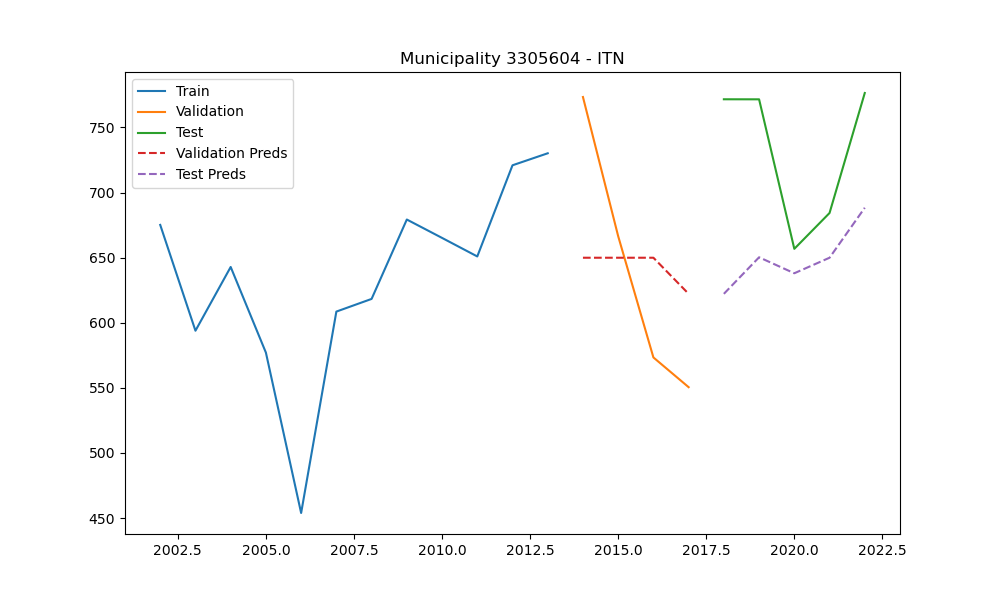 Municipality 3305604 - ITN
Train
Validation
Test
Validation Preds
Test Preds
750
700
650
600
550
500
450
2002.5 2005.0 2007.5 2010.0 2012.5 2015.0 2017.5 2020.0 2022.5